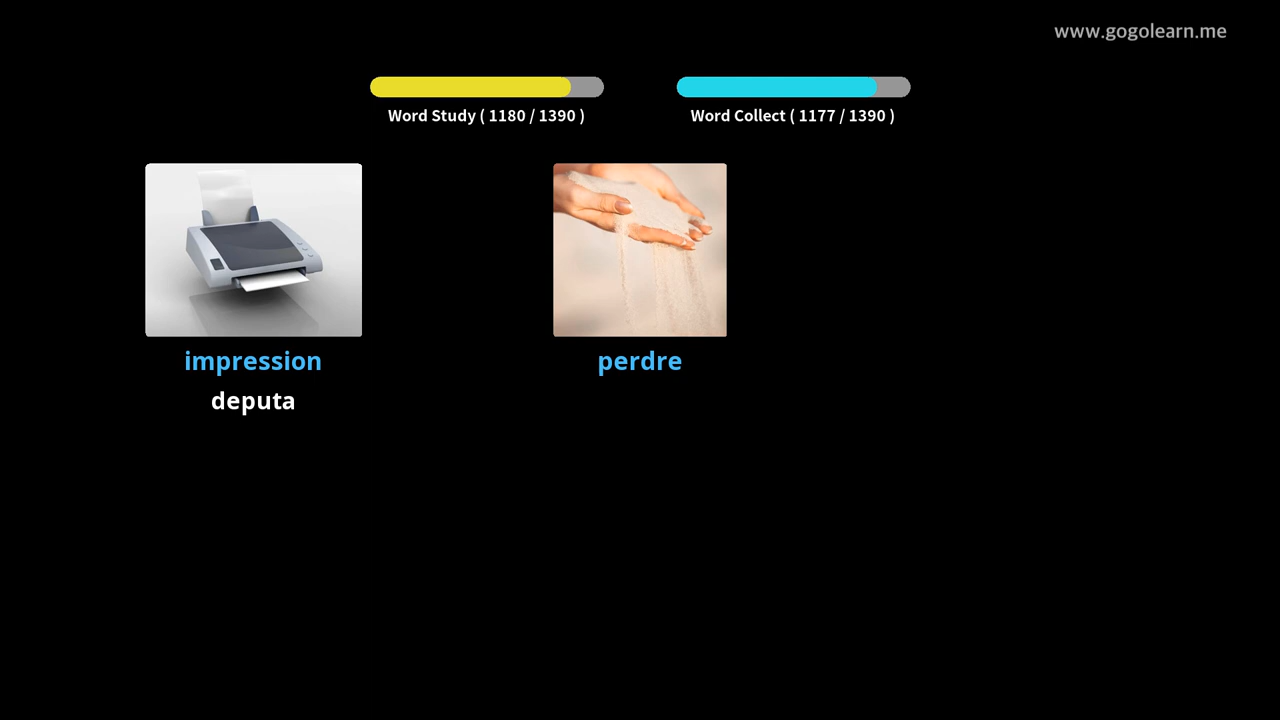 www.gogolearn.me
Word Study ( 1180 / 1390 )
Word Collect ( 1177 / 1390 )
impression
perdre
deputa